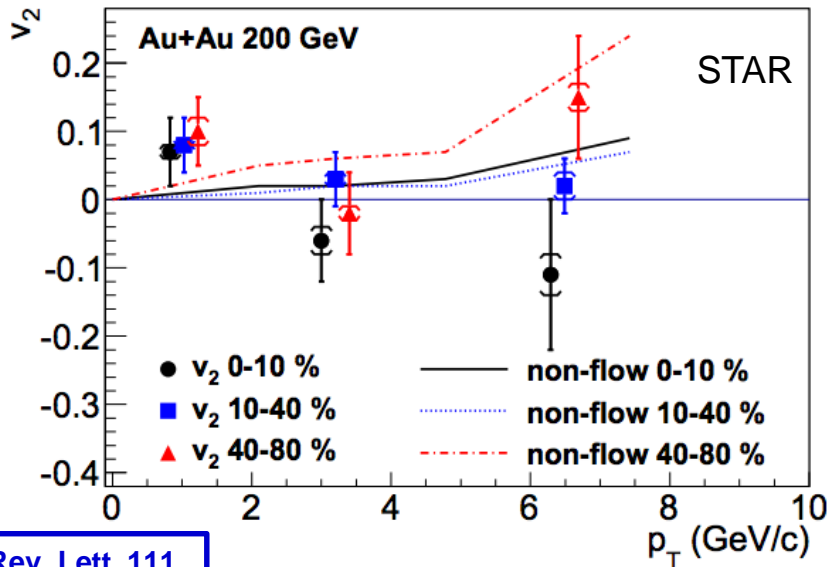 v2
Au+Au 200 GeV
STAR
0.2
0.1
0
-0.1
-0.2
-0.3
-0.4
v2 0-10 %
v2 10-40 %
v2 40-80 %
non-flow 0-10 %
non-flow 10-40 %
non-flow 40-80 %
0 2 4 6 8 10
pT (GeV/c)
Rev. Lett. 111